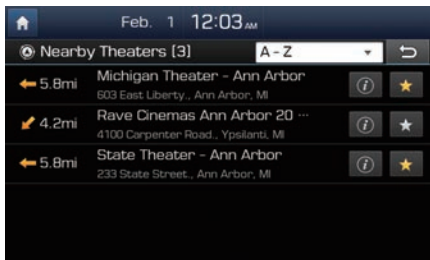 Feb. 1 12:03 AM
Nearby Theaters (3) A - Z
5.8mi Michigan Theater - Ann Arbor
603 East Liberty., Ann Arbor, MI
4.2mi Rave Cinemas Ann Arbor 20 ...
4100 Carpenter Road., Ypsilanti, MI
5.8mi State Theater - Ann Arbor
233 State Street., Ann Arbor, MI